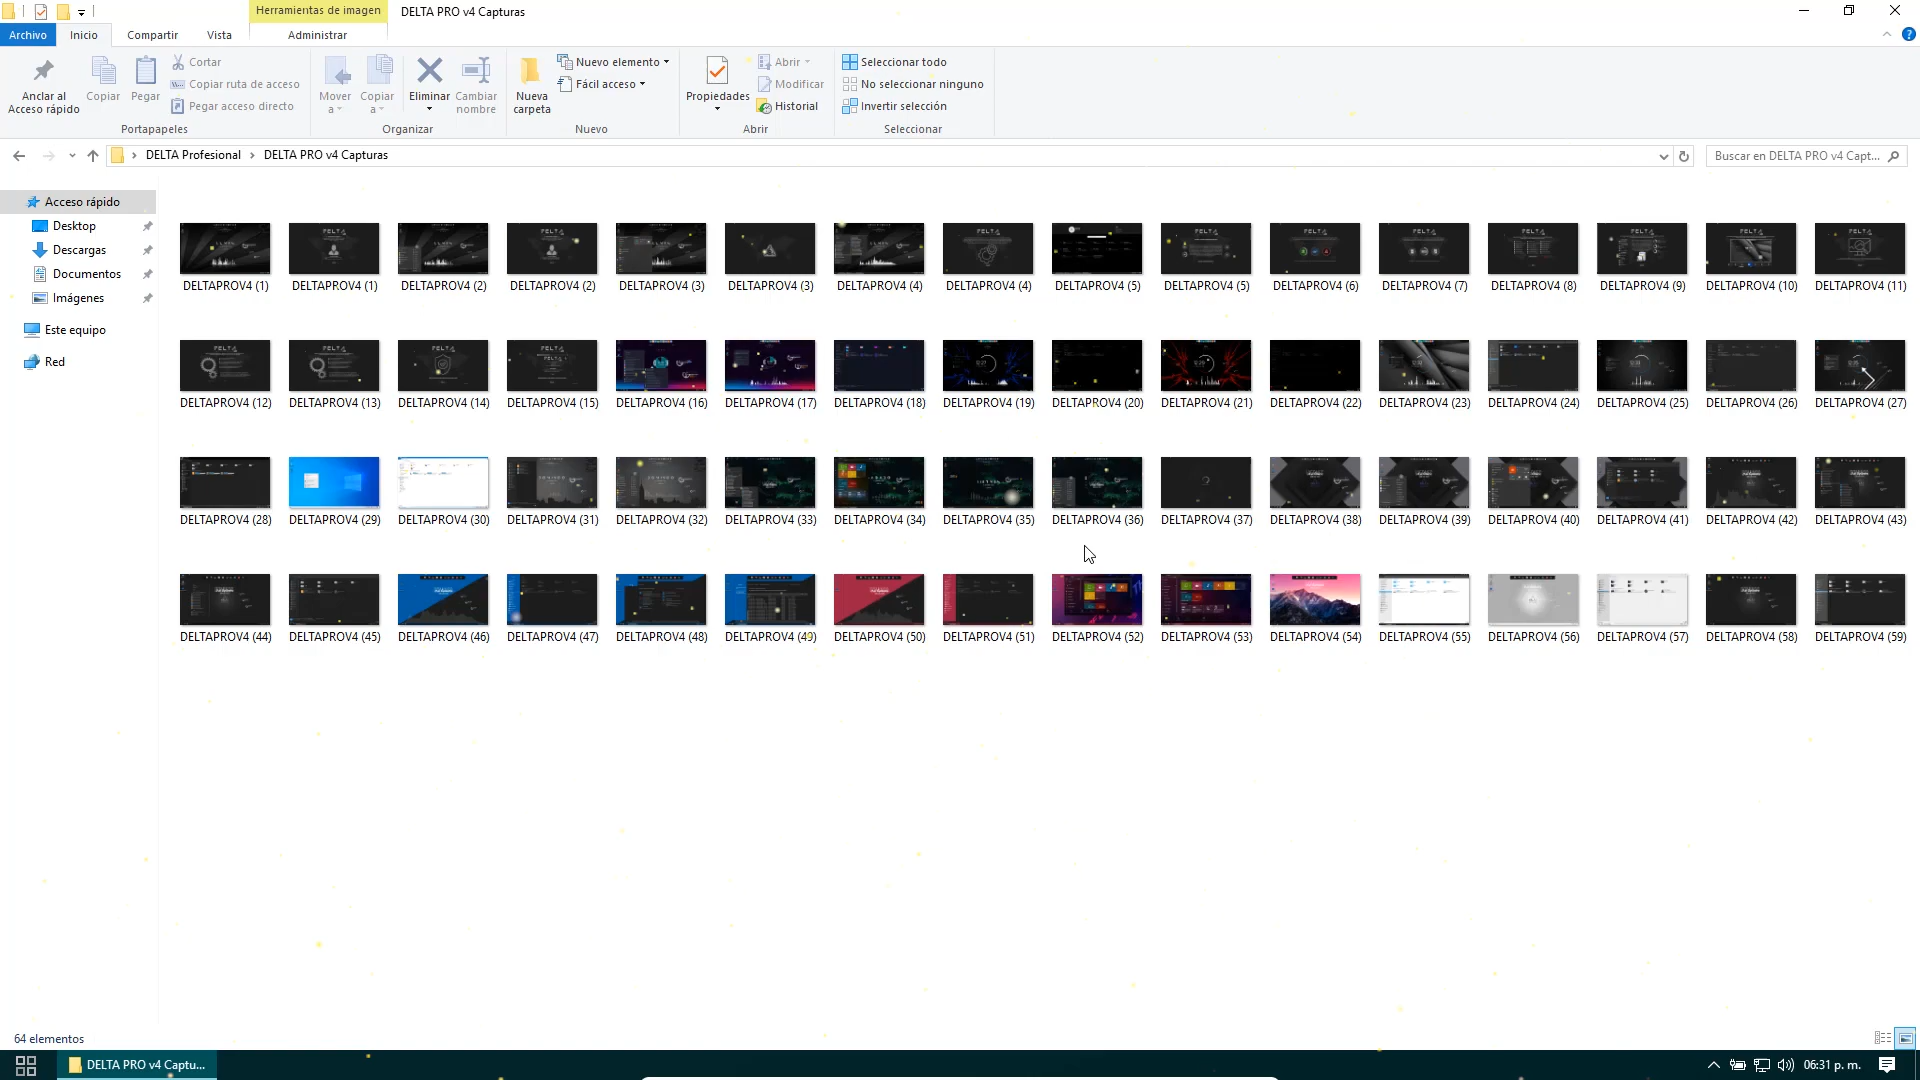 Herramientas de imagen
DELTA PRO v4 Capturas
Archivo
Inicio
Compartir
Vista
Administrar
Anclar al
Acceso rápido
Copiar
Pegar
Cortar
Copiar ruta de acceso
Pegar acceso directo
Portapapeles
Mover
a
Copiar
a
Eliminar
Cambiar
nombre
Organizar
Nueva
carpeta
Nuevo elemento
Fácil acceso
Nuevo
Propiedades
Abrir
Modificar
Historial
Abrir
Seleccionar todo
No seleccionar ninguno
Invertir selección
Seleccionar
DELTA Profesional
DELTA PRO v4 Capturas
Buscar en DELTA PRO v4 Capt...
Acceso rápido
Desktop
Descargas
Documentos
Imágenes
Este equipo
Red
DELTAPROV4 (1)
DELTAPROV4 (1)
DELTAPROV4 (2)
DELTAPROV4 (2)
DELTAPROV4 (3)
DELTAPROV4 (3)
DELTAPROV4 (4)
DELTAPROV4 (4)
DELTAPROV4 (5)
DELTAPROV4 (5)
DELTAPROV4 (6)
DELTAPROV4 (7)
DELTAPROV4 (8)
DELTAPROV4 (9)
DELTAPROV4 (10)
DELTAPROV4 (11)
DELTAPROV4 (12)
DELTAPROV4 (13)
DELTAPROV4 (14)
DELTAPROV4 (15)
DELTAPROV4 (16)
DELTAPROV4 (17)
DELTAPROV4 (18)
DELTAPROV4 (19)
DELTAPROV4 (20)
DELTAPROV4 (21)
DELTAPROV4 (22)
DELTAPROV4 (23)
DELTAPROV4 (24)
DELTAPROV4 (25)
DELTAPROV4 (26)
DELTAPROV4 (27)
DELTAPROV4 (28)
DELTAPROV4 (29)
DELTAPROV4 (30)
DELTAPROV4 (31)
DELTAPROV4 (32)
DELTAPROV4 (33)
DELTAPROV4 (34)
DELTAPROV4 (35)
DELTAPROV4 (36)
DELTAPROV4 (37)
DELTAPROV4 (38)
DELTAPROV4 (39)
DELTAPROV4 (40)
DELTAPROV4 (41)
DELTAPROV4 (42)
DELTAPROV4 (43)
DELTAPROV4 (44)
DELTAPROV4 (45)
DELTAPROV4 (46)
DELTAPROV4 (47)
DELTAPROV4 (48)
DELTAPROV4 (49)
DELTAPROV4 (50)
DELTAPROV4 (51)
DELTAPROV4 (52)
DELTAPROV4 (53)
DELTAPROV4 (54)
DELTAPROV4 (55)
DELTAPROV4 (56)
DELTAPROV4 (57)
DELTAPROV4 (58)
DELTAPROV4 (59)
64 elementos
DELTA PRO v4 Captu...
06:31 p. m.